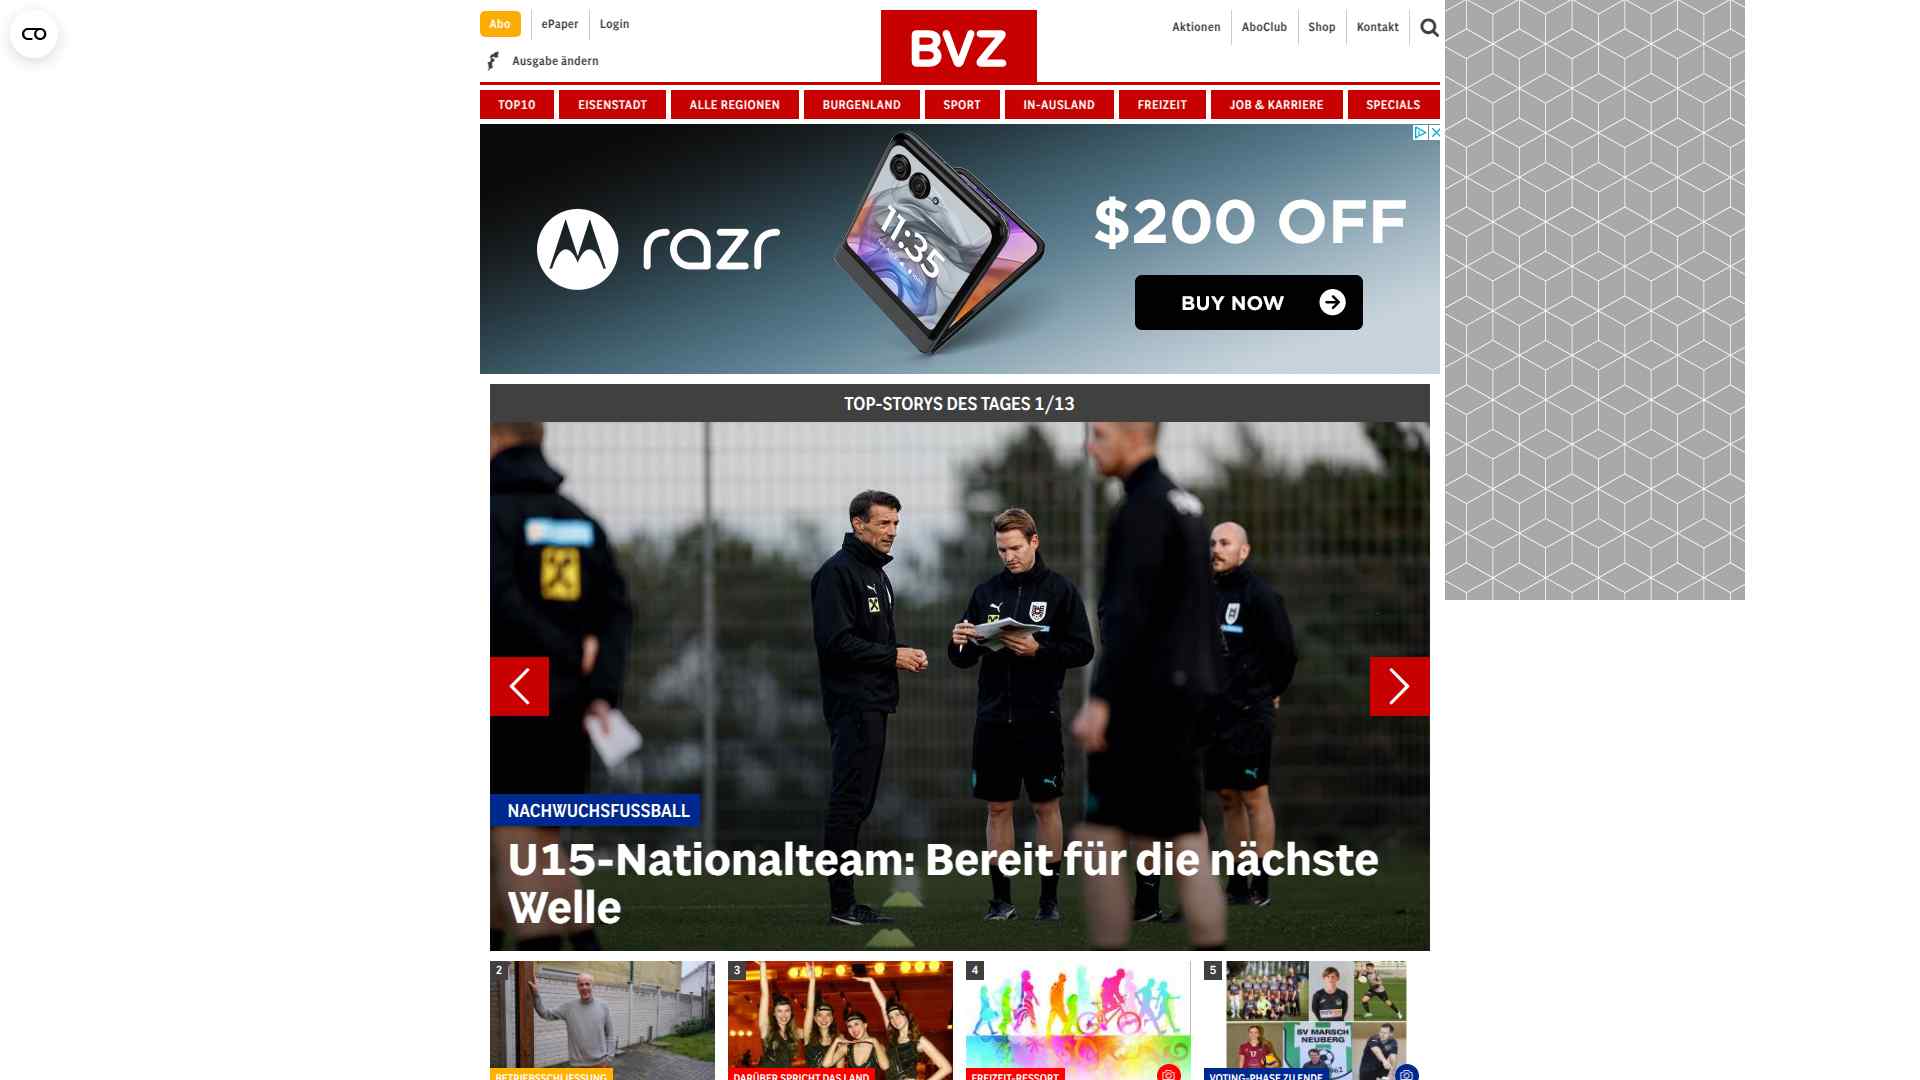 Abo
ePaper
Login
BVZ
Aktionen
AboClub
Shop
Kontakt
Ausgabe ändern
TOP10
EISENSTADT
ALLE REGIONEN
BURGENLAND
SPORT
IN-AUSLAND
FREIZEIT
JOB & KARRIERE
SPECIALS
razr
11:35
$200 OFF
BUY NOW
TOP-STORYS DES TAGES 1/13
NACHWUCHSFUSSBALL
U15-Nationalteam: Bereit für die nächste
Welle
2
3
4
5
SV MARSCH
NEUBERG
BETRIEBSSCHLIESSUNG
DARÜBER SPRICHT DAS LAND
FREIZEIT-RESSORT
VOTING-PHASE ZU ENDE